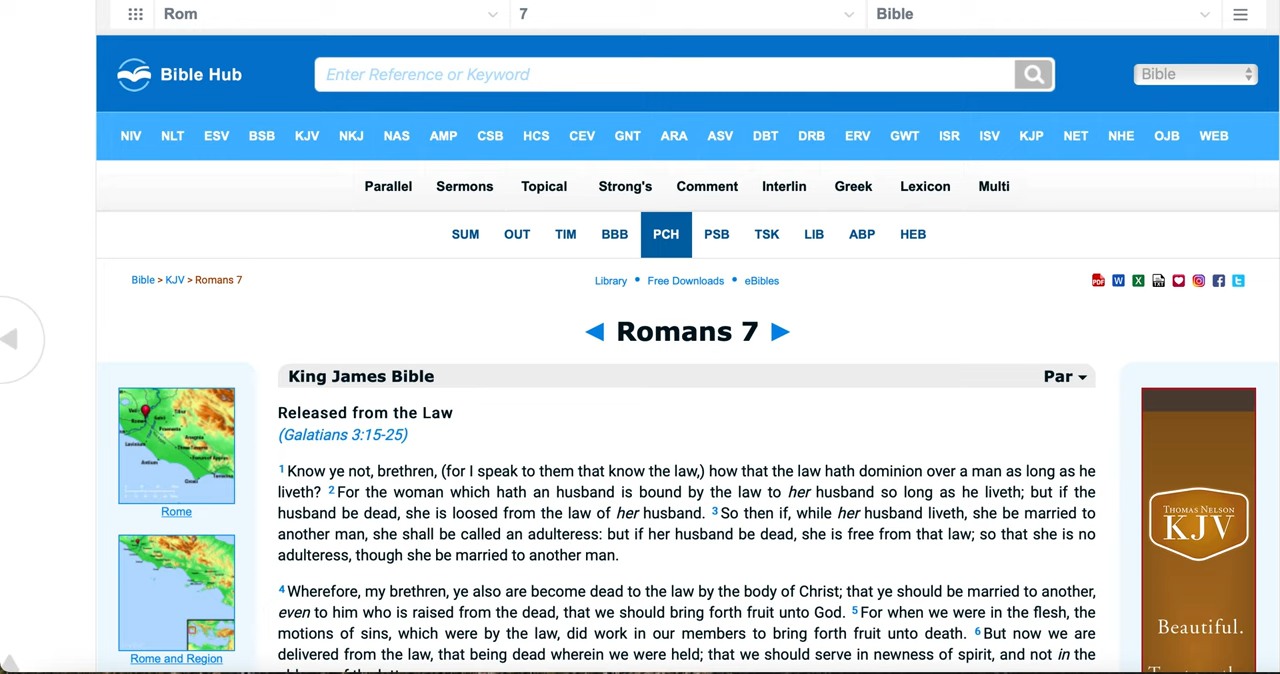 Rom 7 Bible
Bible Hub Enter Reference or Keyword Bible
NIV NLT ESV BSB KJV NKJ NAS AMP CSB HCS CEV GNT ARA ASV DBT DRB ERV GWT ISR ISV KJP NET NHE OJB WEB
Parallel Sermons Topical Strong's Comment Interlin Greek Lexicon Multi
SUM OUT TIM BBB PCH PSB TSK LIB ABP HEB
Bible > KJV > Romans 7 Library • Free Downloads • eBibles
◄ Romans 7 ►
King James Bible Par
Released from the Law
(Galatians 3:15-25)
1 Know ye not, brethren, (for I speak to them that know the law,) how that the law hath dominion over a man as long as he
liveth? 2 For the woman which hath an husband is bound by the law to her husband so long as he liveth; but if the
husband be dead, she is loosed from the law of her husband. 3 So then if, while her husband liveth, she be married to
another man, she shall be called an adulteress: but if her husband be dead, she is free from that law; so that she is no
adulteress, though she be married to another man.
4 Wherefore, my brethren, ye also are become dead to the law by the body of Christ; that ye should be married to another,
even to him who is raised from the dead, that we should bring forth fruit unto God. 5 For when we were in the flesh, the
motions of sins, which were by the law, did work in our members to bring forth fruit unto death. 6 But now we are
delivered from the law, that being dead wherein we were held; that we should serve in newness of spirit, and not in the
Rome
Rome and Region
THOMAS NELSON
KJV
Beautiful.